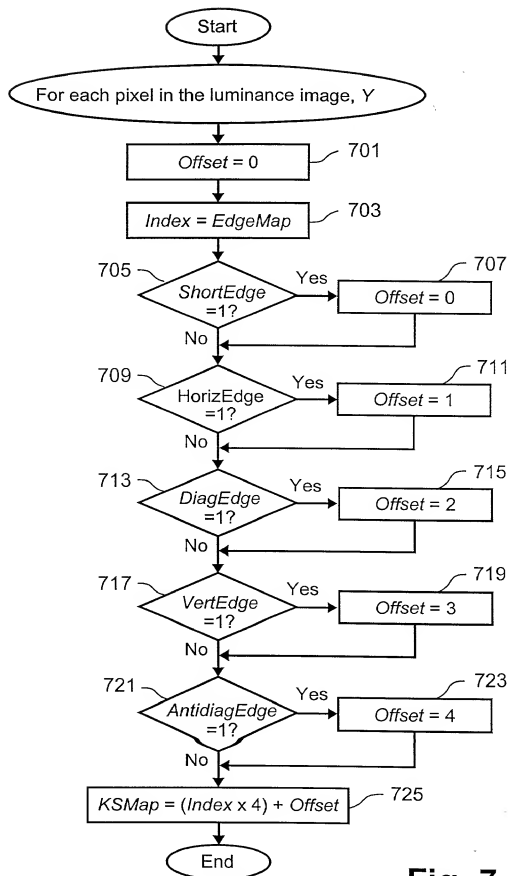 Start
For each pixel in the luminance image, Y
Offset = 0
701
Index = EdgeMap
703
705
ShortEdge
=1?
Yes
707
Offset = 0
No
709
HorizEdge
=1?
Yes
711
Offset = 1
No
713
DiagEdge
=1?
Yes
715
Offset = 2
No
717
VertEdge
=1?
Yes
719
Offset = 3
No
721
AntidiagEdge
=1?
Yes
723
Offset = 4
No
KSMap = (Index x 4) + Offset
725
End
Fig. 7